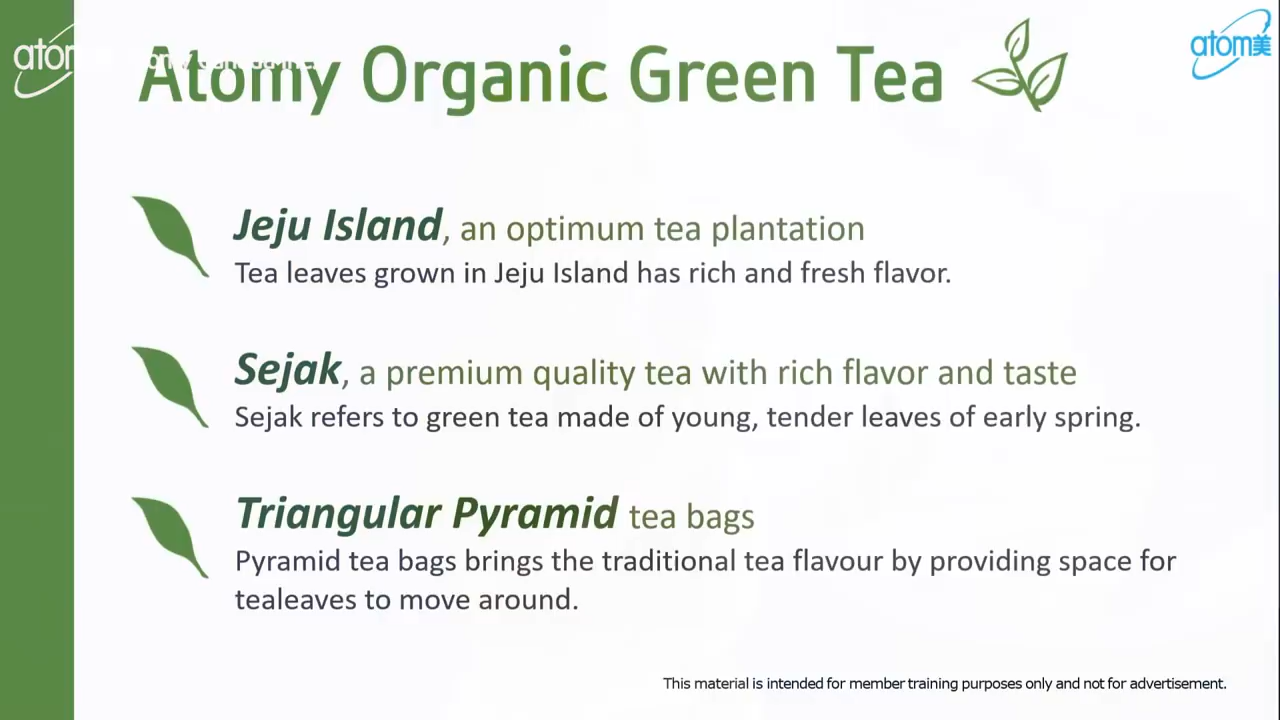 Atomy Organic Green Tea
atom美
Jeju Island, an optimum tea plantation
Tea leaves grown in Jeju Island has rich and fresh flavor.
Sejak, a premium quality tea with rich flavor and taste
Sejak refers to green tea made of young, tender leaves of early spring.
Triangular Pyramid tea bags
Pyramid tea bags brings the traditional tea flavour by providing space for
tealeaves to move around.
This material is intended for member training purposes only and not for advertisement.